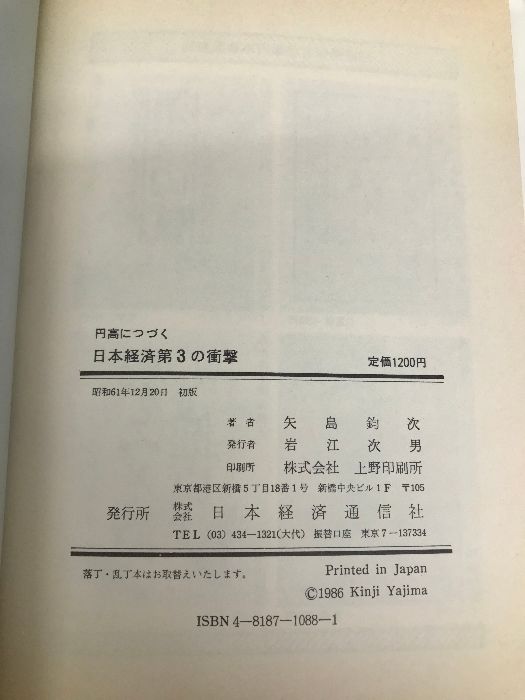 円高につづく
日本経済第3の衝撃 定価1200円
昭和61年12月20日 初版
著者 矢島鈞次
発行者 岩江次男
印刷所 株式会社 上野印刷所
東京都港区新橋5丁目18番1号 新橋中央ビル1F 〒105
発行所 株式会社 日本経済通信社
TEL (03) 434—1321(大代) 振替口座 東京7—137334
落丁・乱丁本はお取替えいたします。
Printed in Japan
©1986 Kinji Yajima
ISBN 4—8187—1088—1